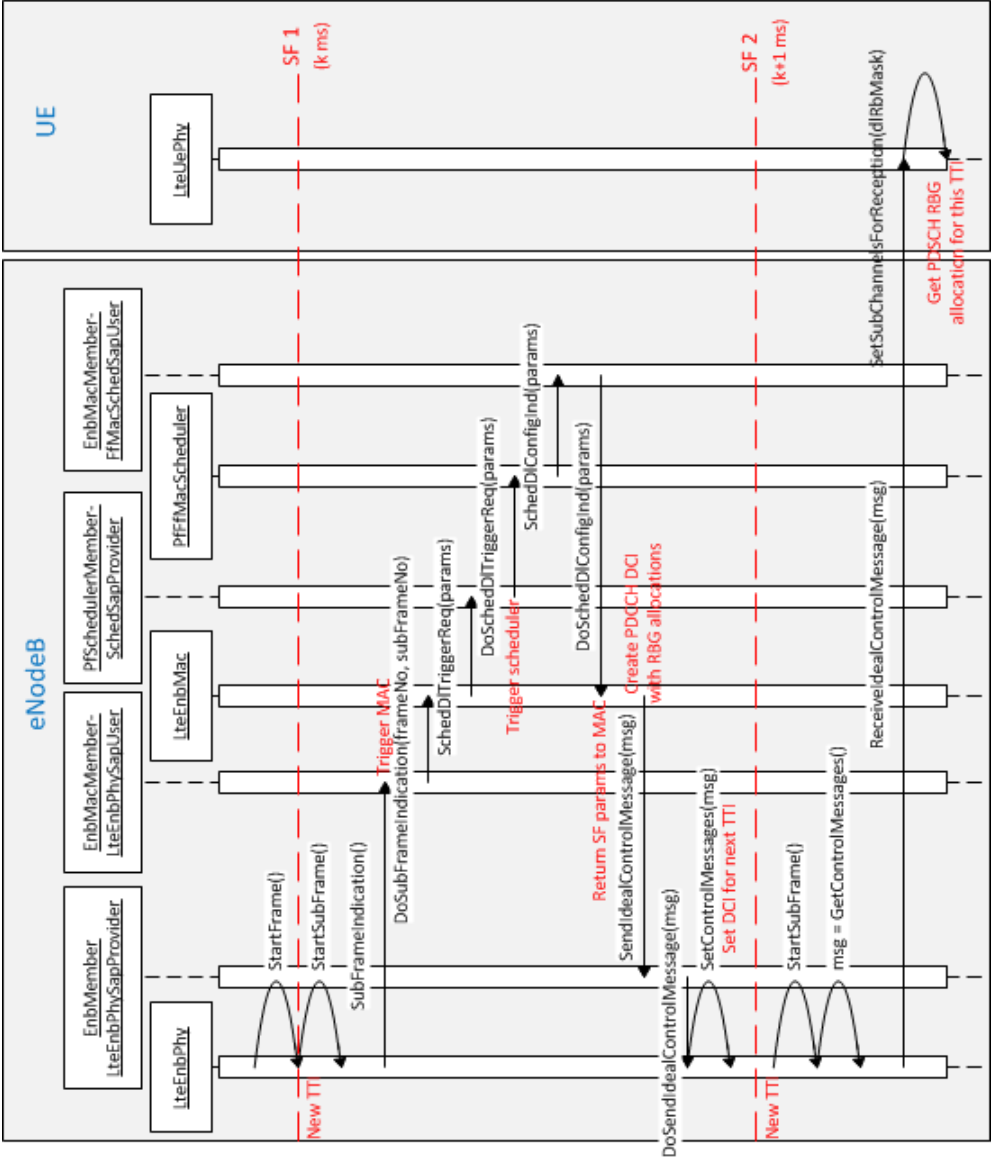 eNodeB
UE
EnbMember
LteEnbPhySapProvider
EnbMacMember-
LteEnbPhySapUser
PfSchedulerMember-
SchedSapProvider
EnbMacMember-
FfMacSchedSapUser
LteEnbPhy
LteEnbMac
PfFfMacScheduler
LteUePhy
StartFrame()
SF 1
(k ms)
New TTI
StartSubFrame()
SubFrameIndication()
Trigger MAC
DoSubFrameIndication(frameNo, subFrameNo)
SchedDlTriggerReq(params)
DoSchedDlTriggerReq(params)
Trigger scheduler
SchedDlConfigInd(params)
DoSchedDlConfigInd(params)
Return SF params to MAC
Create PDCCH DCI
with RBG allocations
SendIdealControlMessage(msg)
DoSendIdealControlMessage(msg)
SetControlMessages(msg)
Set DCI for next TTI
SF 2
(k+1 ms)
New TTI
StartSubFrame()
msg = GetControlMessages()
ReceiveIdealControlMessage(msg)
SetSubChannelsForReception(dlRbMask)
Get PDSCH RBG
allocation for this TTI